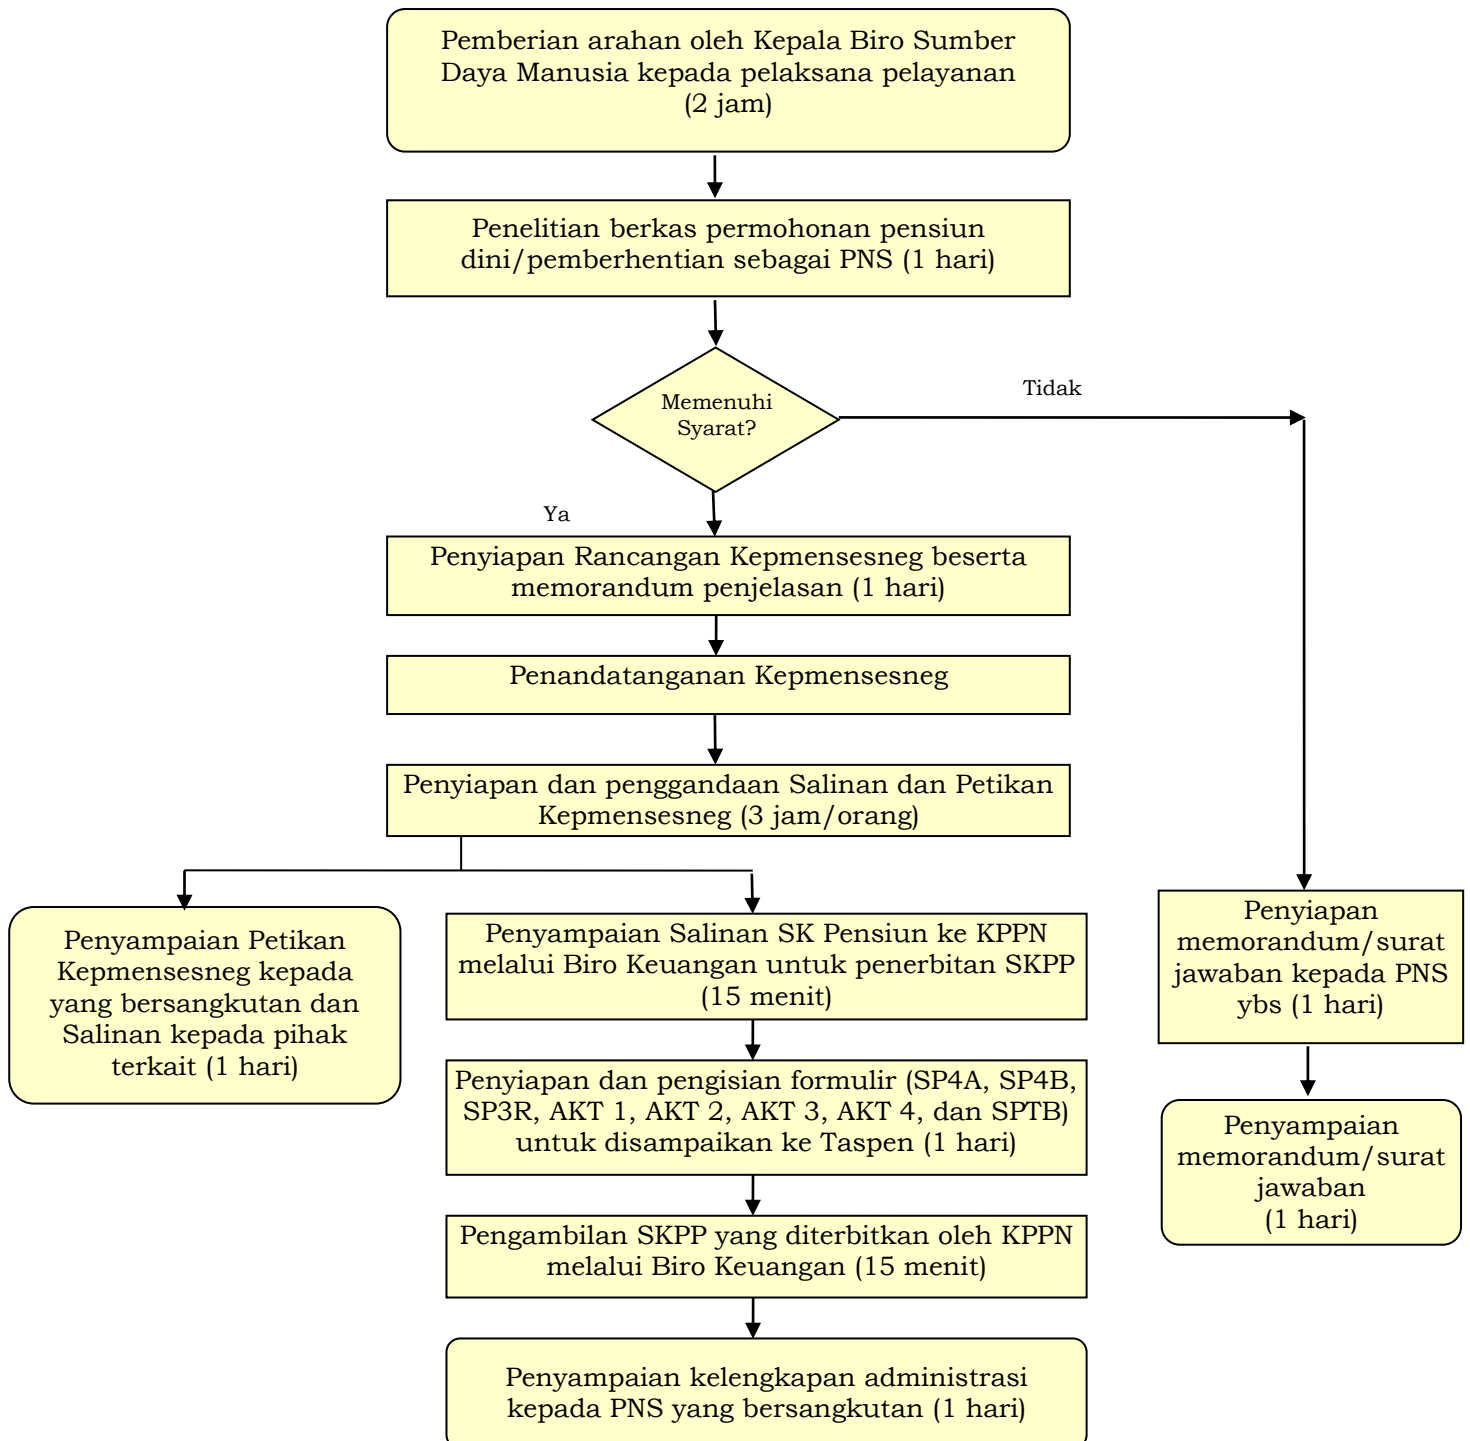 Pemberian arahan oleh Kepala Biro Sumber
Daya Manusia kepada pelaksana pelayanan
(2 jam)
Penelitian berkas permohonan pensiun
dini/pemberhentian sebagai PNS (1 hari)
Memenuhi
Syarat?
Tidak
Ya
Penyiapan Rancangan Kepmensesneg beserta
memorandum penjelasan (1 hari)
Penandatanganan Kepmensesneg
Penyiapan dan penggandaan Salinan dan Petikan
Kepmensesneg (3 jam/orang)
Penyampaian Petikan
Kepmensesneg kepada
yang bersangkutan dan
Salinan kepada pihak
terkait (1 hari)
Penyampaian Salinan SK Pensiun ke KPPN
melalui Biro Keuangan untuk penerbitan SKPP
(15 menit)
Penyiapan dan pengisian formulir (SP4A, SP4B,
SP3R, AKT 1, AKT 2, AKT 3, AKT 4, dan SPTB)
untuk disampaikan ke Taspen (1 hari)
Pengambilan SKPP yang diterbitkan oleh KPPN
melalui Biro Keuangan (15 menit)
Penyampaian kelengkapan administrasi
kepada PNS yang bersangkutan (1 hari)
Penyiapan
memorandum/surat
jawaban kepada PNS
ybs (1 hari)
Penyampaian
memorandum/surat
jawaban
(1 hari)